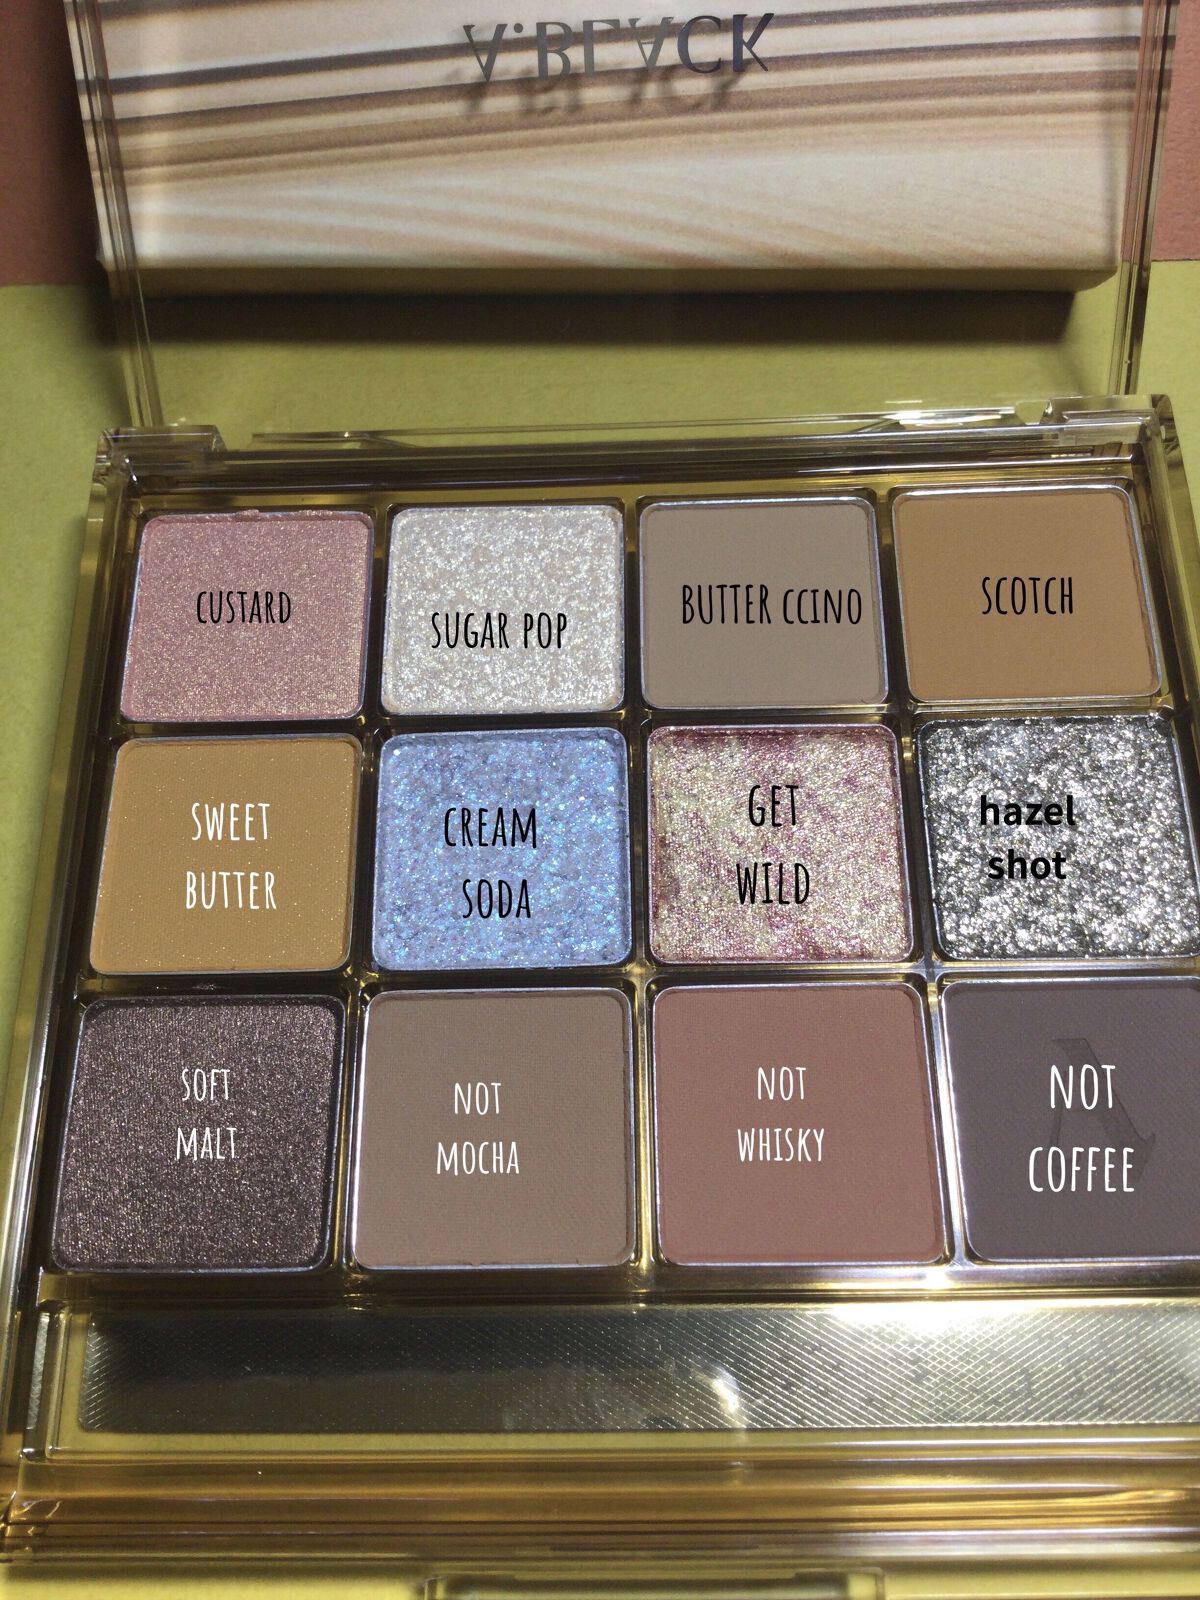 A.BLACK
CUSTARD
SUGAR POP
BUTTER CCINO
SCOTCH
SWEET
BUTTER
CREAM
SODA
GET
WILD
hazel
shot
SOFT
MALT
NOT
MOCHA
NOT
WHISKY
NOT
COFFEE